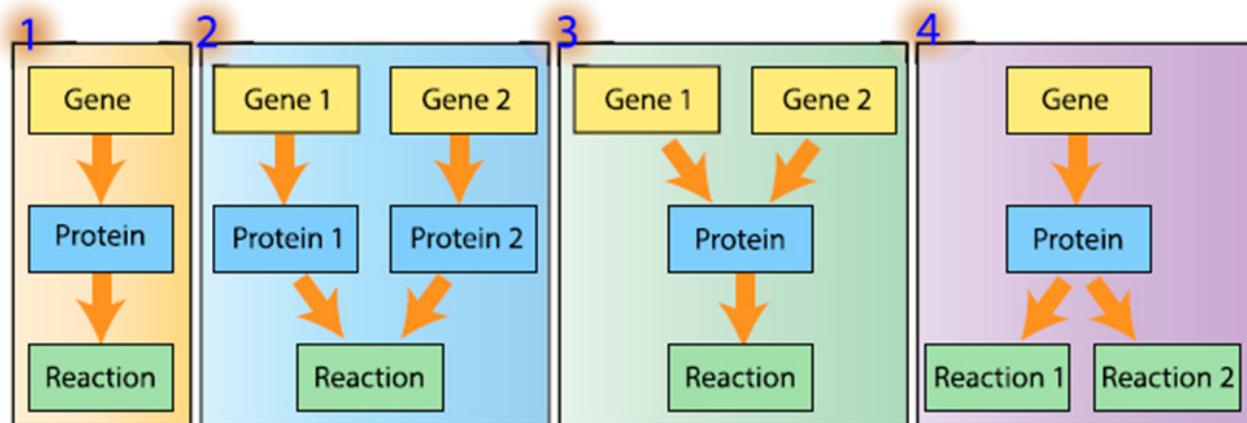 1 2 3 4
Gene Gene 1 Gene 2 Gene 1 Gene 2 Gene
Protein Protein 1 Protein 2 Protein Protein
Reaction Reaction Reaction Reaction 1 Reaction 2